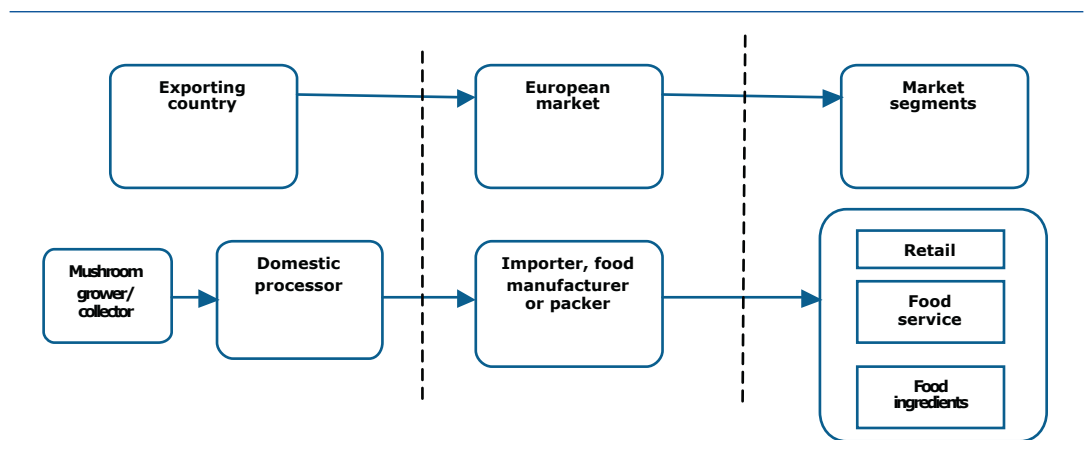 Exporting
country
European
market
Market
segments
Mushroom
grower/
collector
Domestic
processor
Importer, food
manufacturer
or packer
Retail
Food
service
Food
ingredients